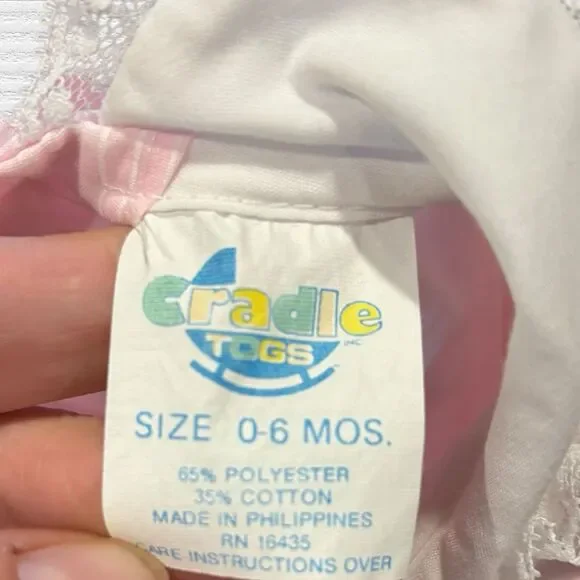 cradle
TOGS INC.
™
SIZE 0-6 MOS.
65% POLYESTER
35% COTTON
MADE IN PHILIPPINES
RN 16435
CARE INSTRUCTIONS OVER